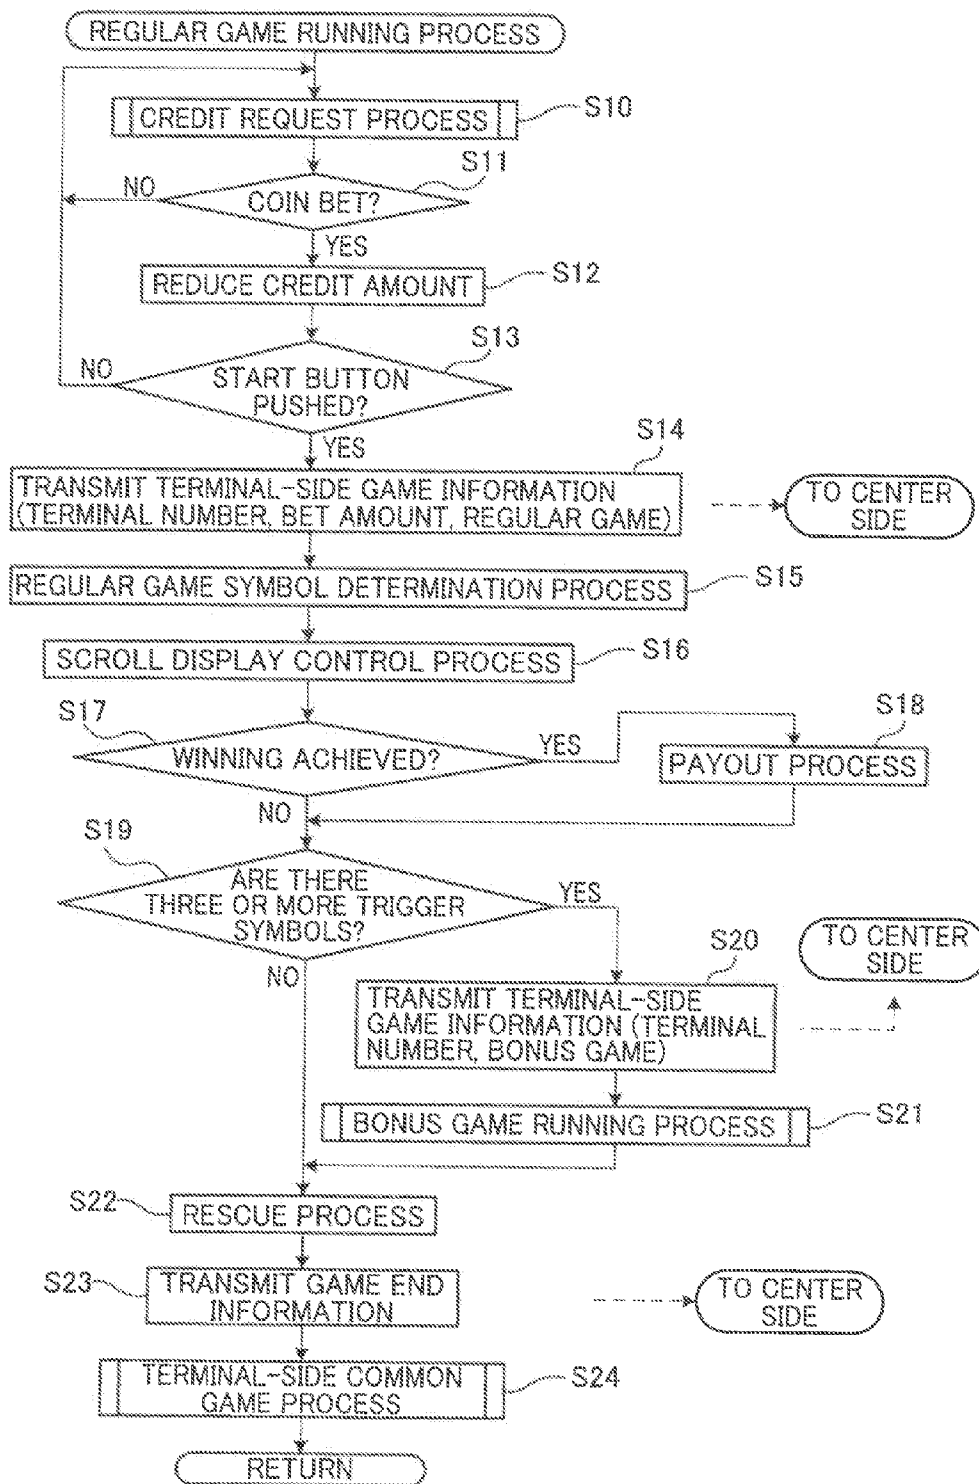 REGULAR GAME RUNNING PROCESS
CREDIT REQUEST PROCESS
S10
S11
NO
COIN BET?
YES
REDUCE CREDIT AMOUNT
S12
S13
NO
START BUTTON
PUSHED?
YES
S14
TRANSMIT TERMINAL-SIDE GAME INFORMATION
(TERMINAL NUMBER, BET AMOUNT, REGULAR GAME)
TO CENTER
SIDE
REGULAR GAME SYMBOL DETERMINATION PROCESS
S15
SCROLL DISPLAY CONTROL PROCESS
S16
S17
WINNING ACHIEVED?
YES
S18
PAYOUT PROCESS
NO
S19
ARE THERE
THREE OR MORE TRIGGER
SYMBOLS?
YES
NO
S20
TRANSMIT TERMINAL-SIDE
GAME INFORMATION (TERMINAL
NUMBER, BONUS GAME)
TO CENTER
SIDE
BONUS GAME RUNNING PROCESS
S21
S22
RESCUE PROCESS
S23
TRANSMIT GAME END
INFORMATION
TO CENTER
SIDE
TERMINAL-SIDE COMMON
GAME PROCESS
S24
RETURN